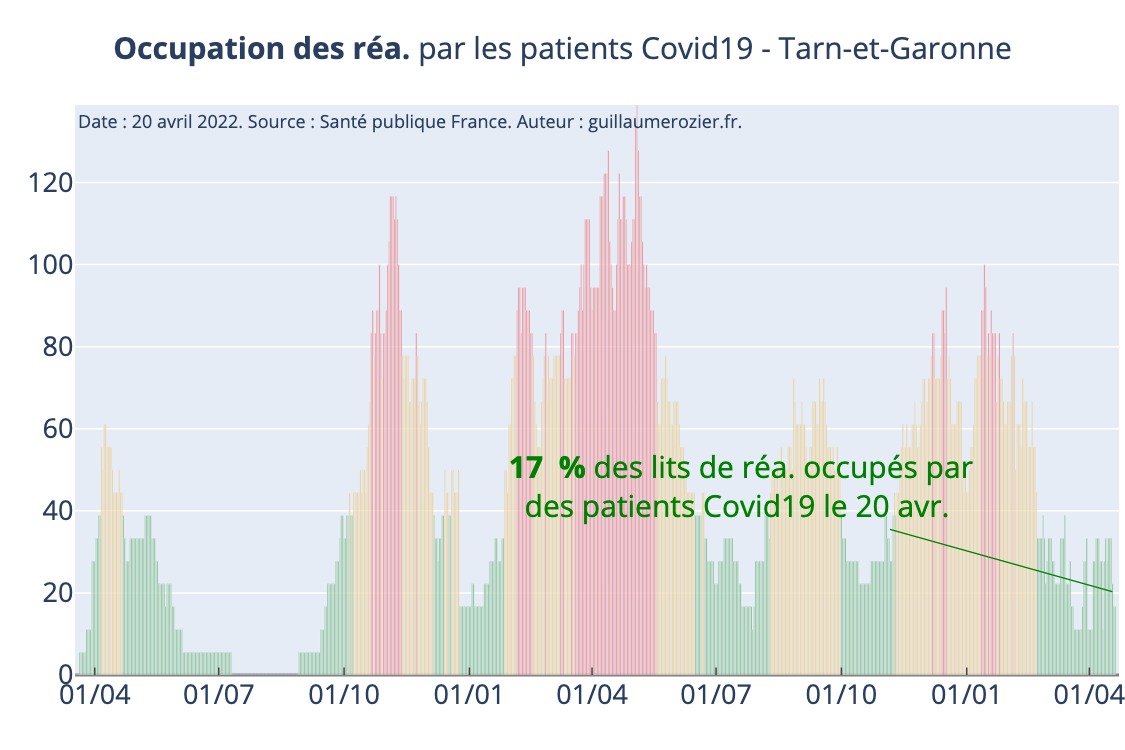 Occupation des réa. par les patients Covid19 - Tarn-et-Garonne
Date : 20 avril 2022. Source : Santé publique France. Auteur : guillaumerozier.fr.
120
100
80
60
40
20
0
17 % des lits de réa. occupés par
des patients Covid19 le 20 avr.
01/04 01/07 01/10 01/01 01/04 01/07 01/10 01/01 01/04